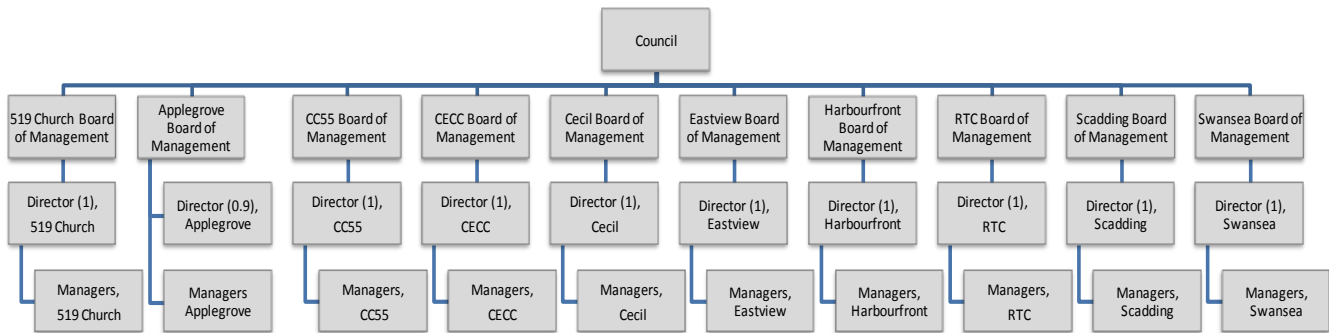 Council
519 Church Board
of Management
Applegrove
Board of
Management
CC55 Board of
Management
CECC Board of
Management
Cecil Board of
Management
Eastview Board of
Management
Harbourfront
Board of
Management
RTC Board of
Management
Scadding Board
of Management
Swansea Board of
Management
Director (1),
519 Church
Director (0.9),
Applegrove
Director (1),
CC55
Director (1),
CECC
Director (1),
Cecil
Director (1),
Eastview
Director (1),
Harbourfront
Director (1),
RTC
Director (1),
Scadding
Director (1),
Swansea
Managers,
519 Church
Managers
Applegrove
Managers,
CC55
Managers,
CECC
Managers,
Cecil
Managers,
Eastview
Managers,
Harbourfront
Managers,
RTC
Managers,
Scadding
Managers,
Swansea